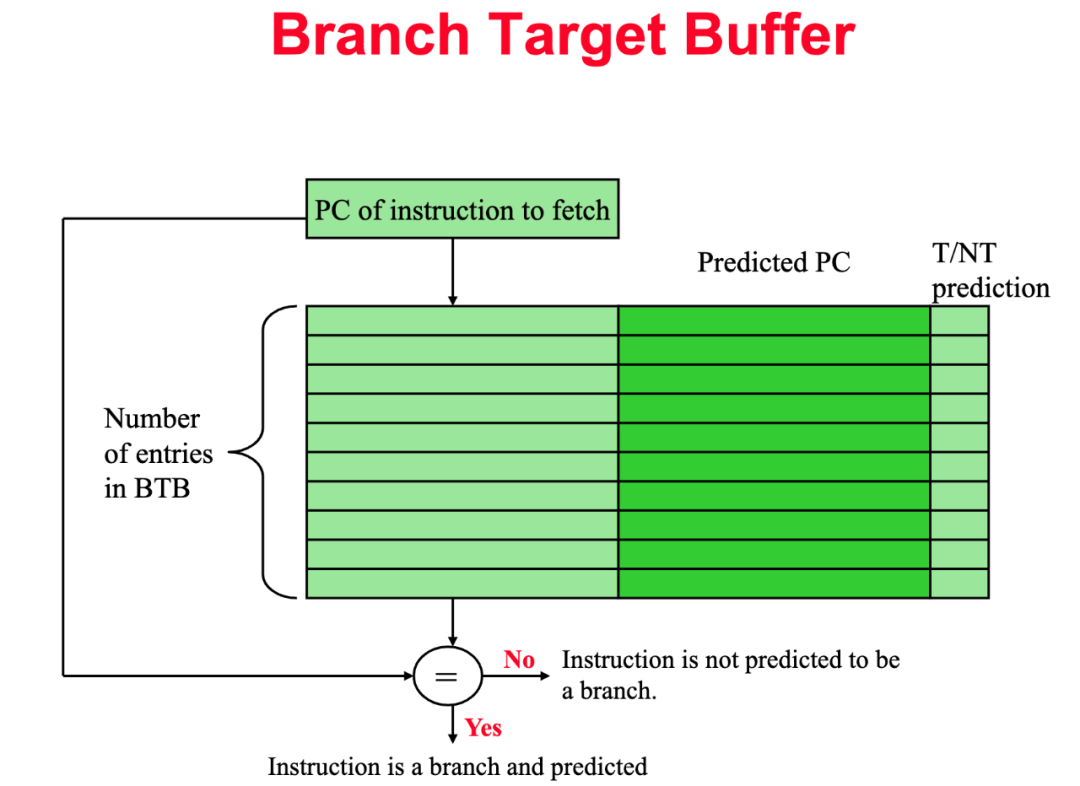 Branch Target Buffer
PC of instruction to fetch
Predicted PC
T/NT
prediction
Number
of entries
in BTB
=
No
Instruction is not predicted to be
a branch.
Yes
Instruction is a branch and predicted